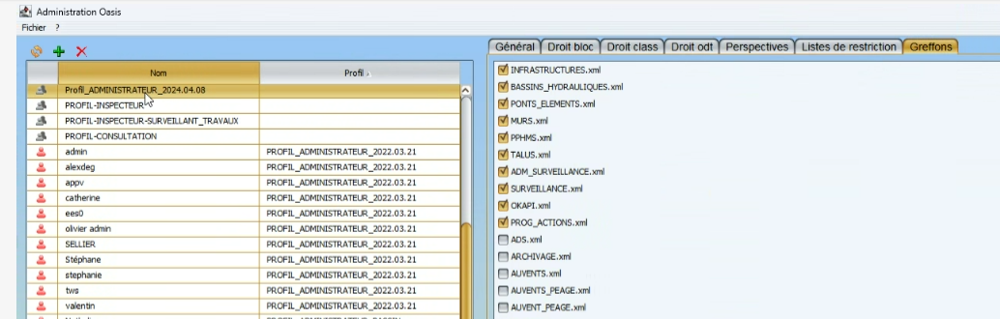 Administration Oasis
Fichier ?
Général Droit bloc Droit class Droit odt Perspectives Listes de restriction Greffons
Nom Profil
Profil_ADMINISTRATEUR_2024.04.08
PROFIL-INSPECTEUR
PROFIL-INSPECTEUR-SURVEILLANT_TRAVAUX
PROFIL-CONSULTATION
admin PROFIL_ADMINISTRATEUR_2022.03.21
alexdeg PROFIL_ADMINISTRATEUR_2022.03.21
appv PROFIL_ADMINISTRATEUR_2022.03.21
catherine PROFIL_ADMINISTRATEUR_2022.03.21
ees0 PROFIL_ADMINISTRATEUR_2022.03.21
olivier admin PROFIL_ADMINISTRATEUR_2022.03.21
SELLIER PROFIL_ADMINISTRATEUR_2022.03.21
Stéphane PROFIL_ADMINISTRATEUR_2022.03.21
stephanie PROFIL_ADMINISTRATEUR_2022.03.21
tws PROFIL_ADMINISTRATEUR_2022.03.21
valentin PROFIL_ADMINISTRATEUR_2022.03.21
INFRASTRUCTURES.xml
BASSINS_HYDRAULIQUES.xml
PONTS_ELEMENTS.xml
MURS.xml
PPHMS.xml
TALUS.xml
ADM_SURVEILLANCE.xml
SURVEILLANCE.xml
OKAPI.xml
PROG_ACTIONS.xml
ADS.xml
ARCHIVAGE.xml
AUVENTS.xml
AUVENTS_PEAGE.xml
AUVENT_PEAGE.xml